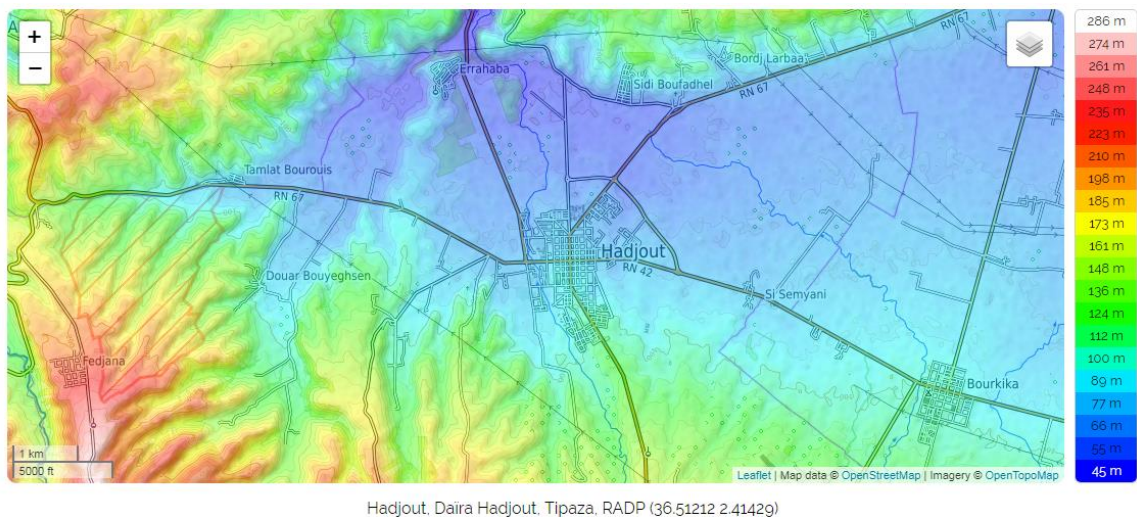 +
−
Errahaba
Sidi Boufadhel
Bordj Larbaa
RN 67
RN 67
Tamlat Bourouis
RN 67
Hadjout
RN 42
Douar Bouyeghsen
Si Semyani
Fedjana
Bourkika
1 km
5000 ft
Leaflet | Map data © OpenStreetMap | Imagery © OpenTopoMap
286 m
274 m
261 m
248 m
235 m
223 m
210 m
198 m
185 m
173 m
161 m
148 m
136 m
124 m
112 m
100 m
89 m
77 m
66 m
55 m
45 m
Hadjout, Daïra Hadjout, Tipaza, RADP (36.51212 2.41429)